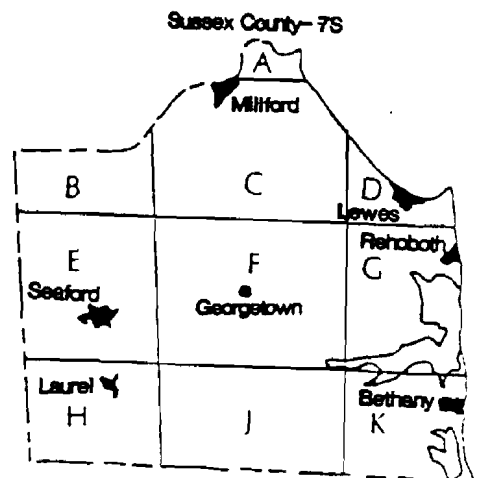 Sussex County-7S
A
Milford
B
C
D
Lewes
Rehoboth
E
F
G
Seaford
Georgetown
Laurel
Bethany
H
J
K